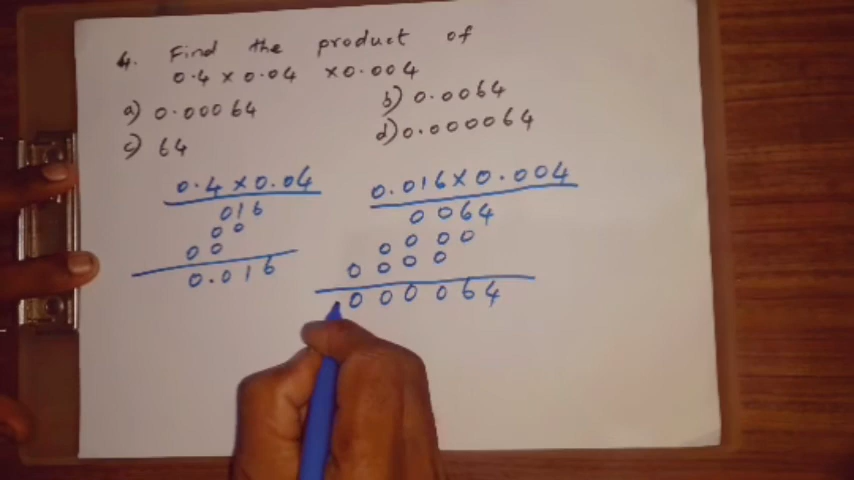 4. Find the product of
0.4 × 0.04 × 0.004
a) 0.00064 b) 0.0064
c) 64 d) 0.000064
0.4 × 0.04
016
00
00
0.016
0.016 × 0.004
0064
0000
0000
000064